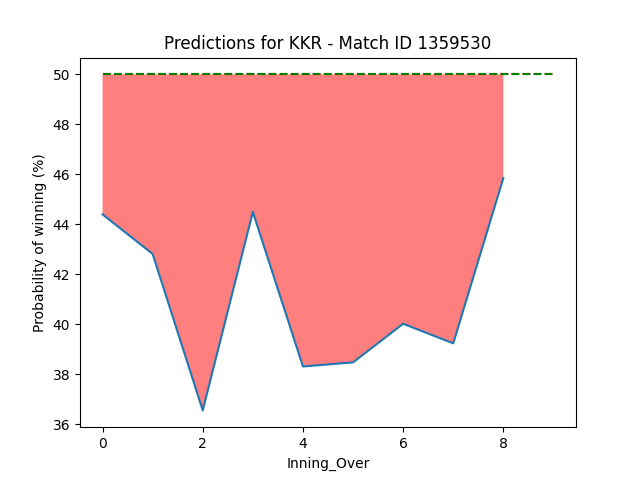 Predictions for KKR - Match ID 1359530
Probability of winning (%)
50
48
46
44
42
40
38
36
0 2 4 6 8
Inning_Over